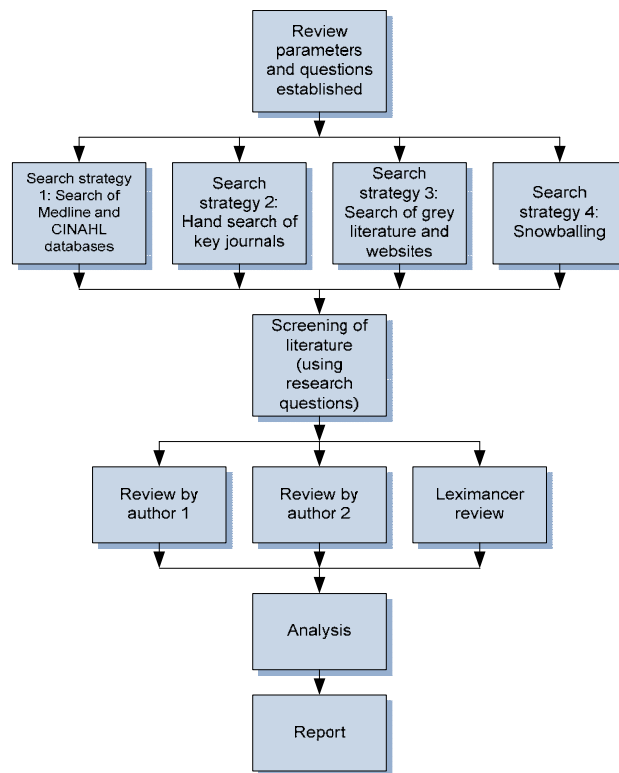 Review
parameters
and questions
established
Search strategy
1: Search of
Medline and
CINAHL
databases
Search
strategy 2:
Hand search of
key journals
Search
strategy 3:
Search of grey
literature and
websites
Search
strategy 4:
Snowballing
Screening of
literature
(using
research
questions)
Review by
author 1
Review by
author 2
Leximancer
review
Analysis
Report